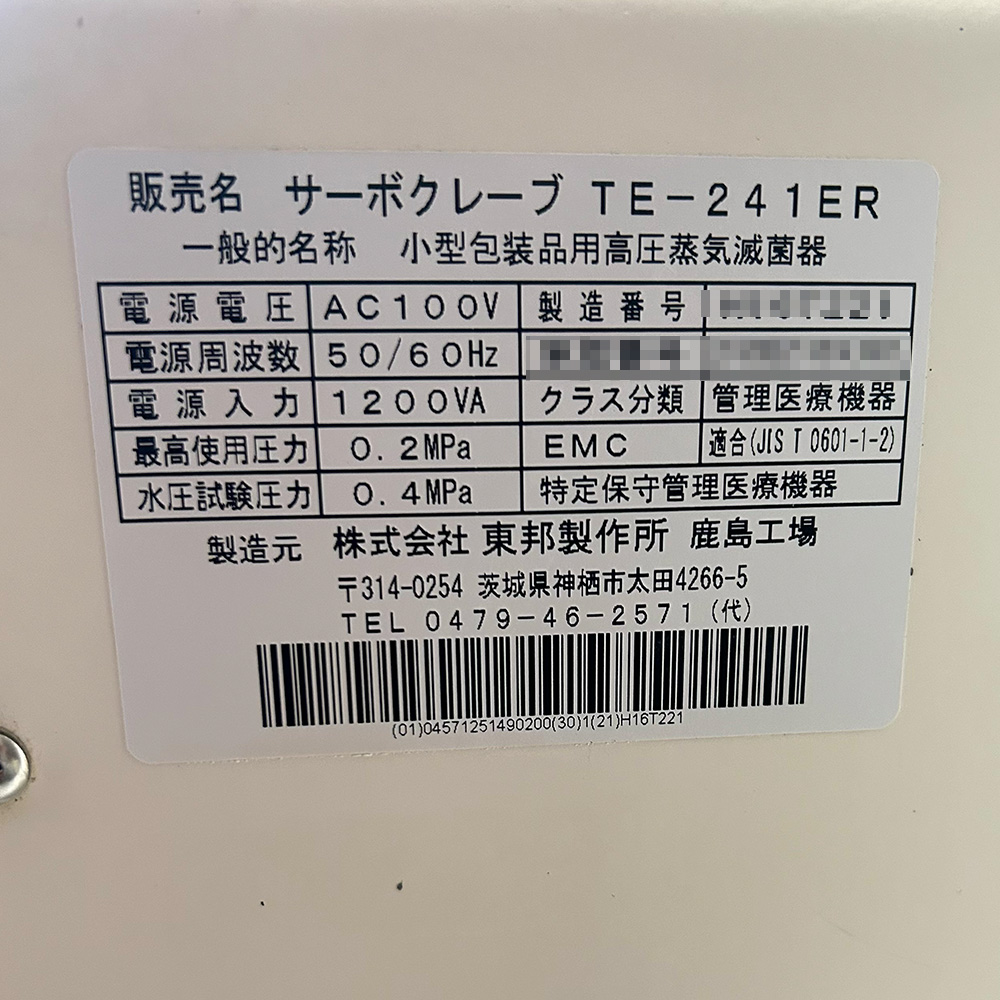 販売名 サーボクレーブ TE-241ER
一般的名称 小型包装品用高圧蒸気滅菌器
電源電圧 AC100V 製造番号
電源周波数 50/60Hz
電源入力 1200VA クラス分類 管理医療機器
最高使用圧力 0.2MPa EMC 適合(JIS T 0601-1-2)
水圧試験圧力 0.4MPa 特定保守管理医療機器
製造元 株式会社 東邦製作所 鹿島工場
〒314-0254 茨城県神栖市太田4266-5
TEL 0479-46-2571 (代)
(01)04571251490200(30)1(21)H16T221